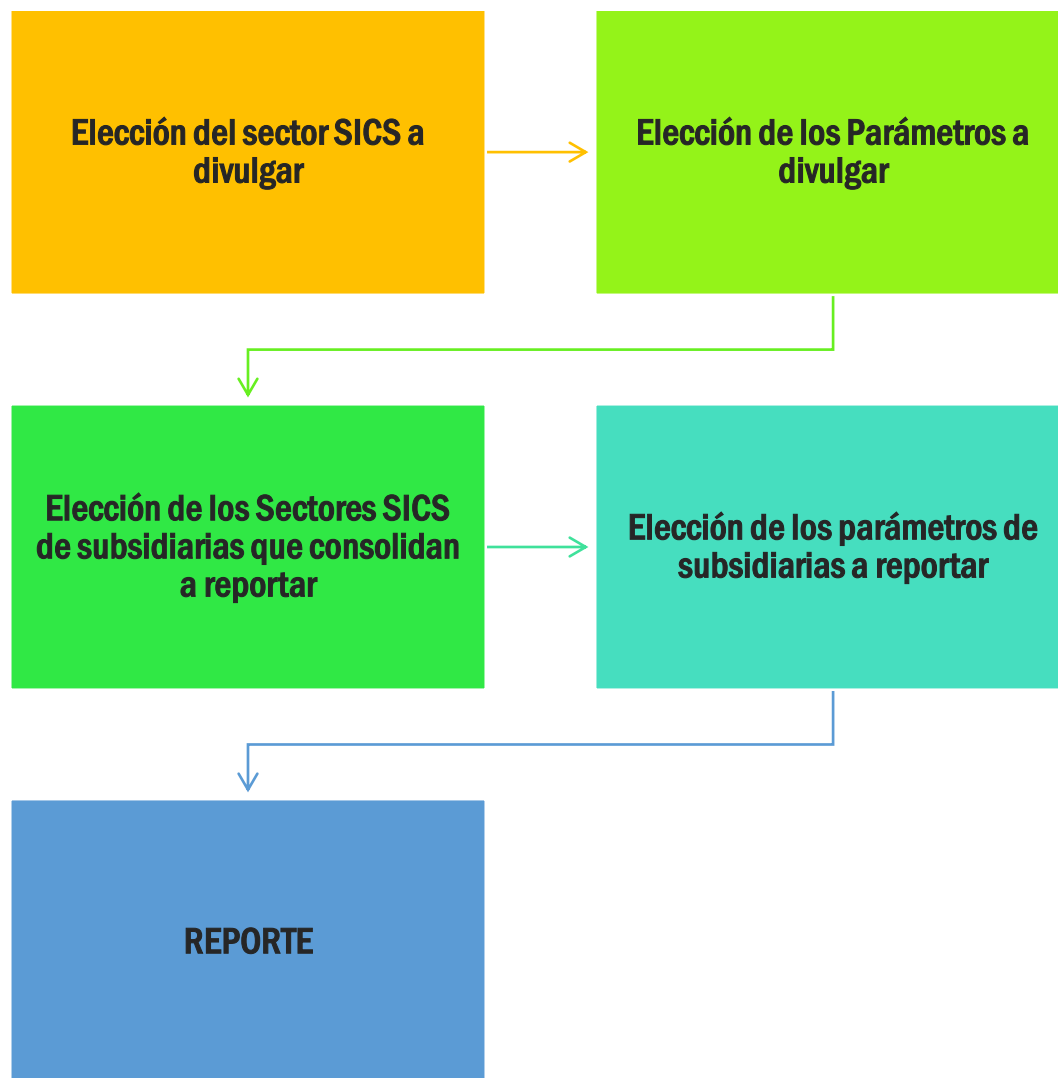 Elección del sector SICS a
divulgar
Elección de los Parámetros a
divulgar
Elección de los Sectores SICS
de subsidiarias que consolidan
a reportar
Elección de los parámetros de
subsidiarias a reportar
REPORTE